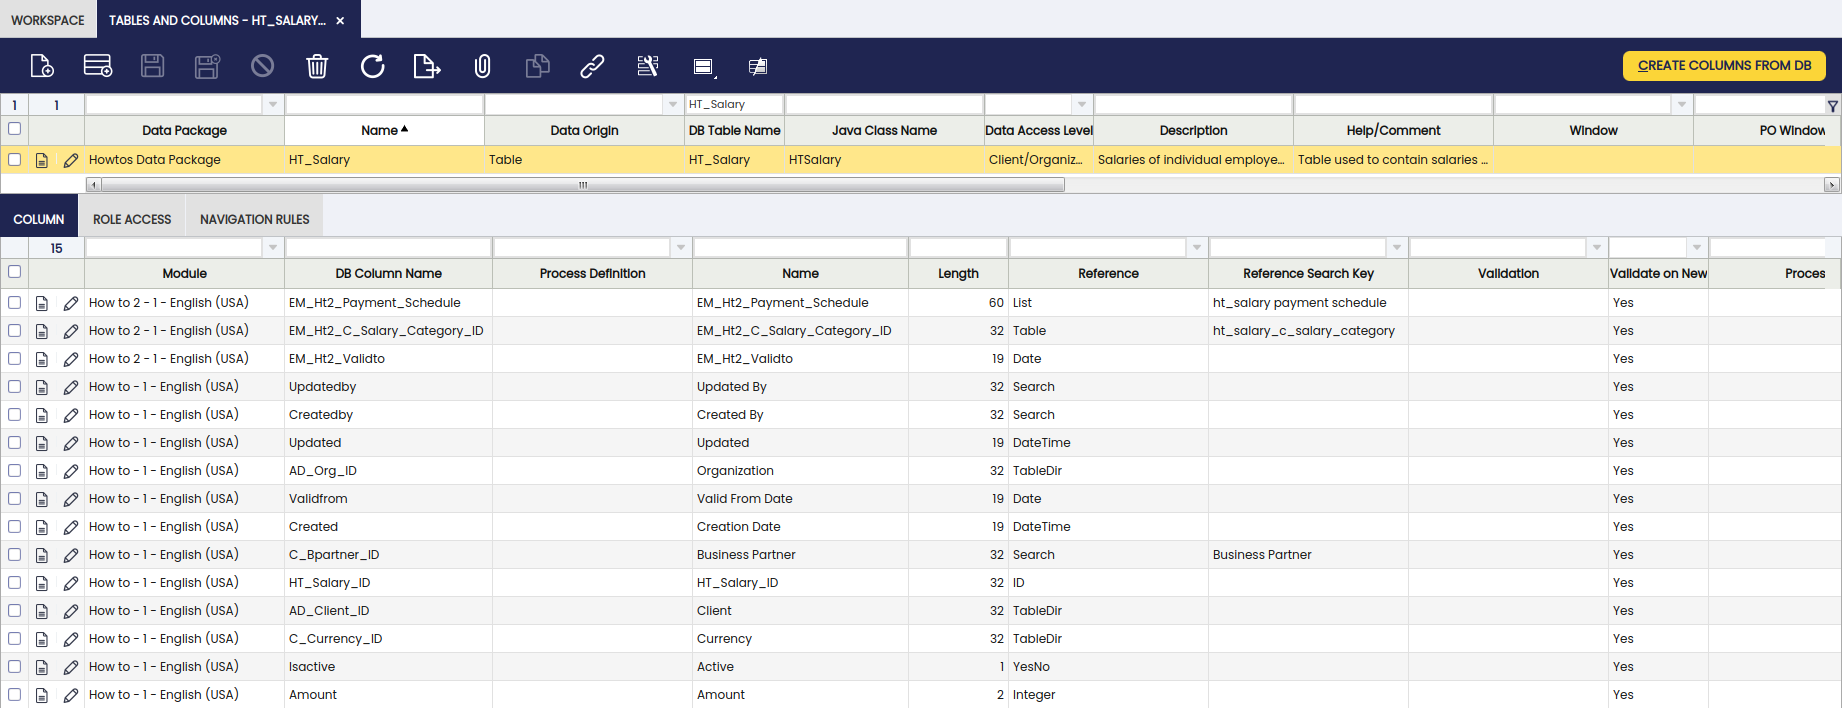 WORKSPACE TABLES AND COLUMNS - HT_SALARY... ×
CREATE COLUMNS FROM DB
1 1 HT_Salary
Data Package Name Data Origin DB Table Name Java Class Name Data Access Level Description Help/Comment Window PO Window
Howtos Data Package HT_Salary Table HT_Salary HTSalary Client/Organiz... Salaries of individual employe... Table used to contain salaries ...
COLUMN ROLE ACCESS NAVIGATION RULES
15
Module DB Column Name Process Definition Name Length Reference Reference Search Key Validation Validate on New Proces
How to 2 - 1 - English (USA) EM_Ht2_Payment_Schedule EM_Ht2_Payment_Schedule 60 List ht_salary payment schedule Yes
How to 2 - 1 - English (USA) EM_Ht2_C_Salary_Category_ID EM_Ht2_C_Salary_Category_ID 32 Table ht_salary_c_salary_category Yes
How to 2 - 1 - English (USA) EM_Ht2_Validto EM_Ht2_Validto 19 Date Yes
How to - 1 - English (USA) Updatedby Updated By 32 Search Yes
How to - 1 - English (USA) Createdby Created By 32 Search Yes
How to - 1 - English (USA) Updated Updated 19 DateTime Yes
How to - 1 - English (USA) AD_Org_ID Organization 32 TableDir Yes
How to - 1 - English (USA) Validfrom Valid From Date 19 Date Yes
How to - 1 - English (USA) Created Creation Date 19 DateTime Yes
How to - 1 - English (USA) C_Bpartner_ID Business Partner 32 Search Business Partner Yes
How to - 1 - English (USA) HT_Salary_ID HT_Salary_ID 32 ID Yes
How to - 1 - English (USA) AD_Client_ID Client 32 TableDir Yes
How to - 1 - English (USA) C_Currency_ID Currency 32 TableDir Yes
How to - 1 - English (USA) Isactive Active 1 YesNo Yes
How to - 1 - English (USA) Amount Amount 2 Integer Yes